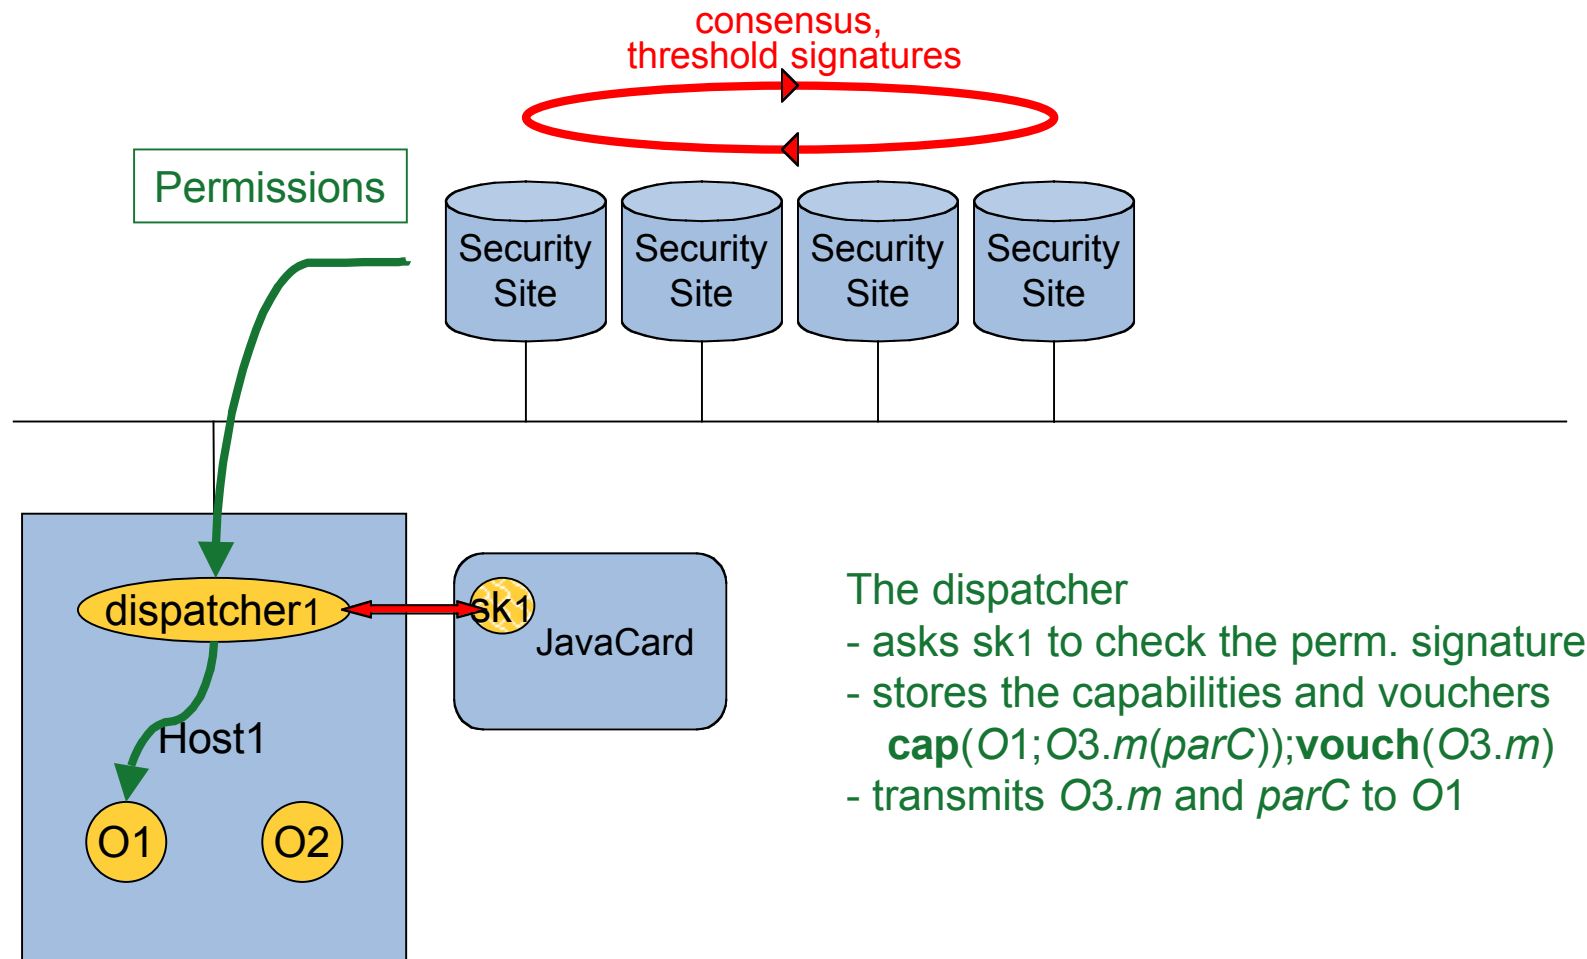 consensus,
threshold signatures
Permissions
Security
Site
Security
Site
Security
Site
Security
Site
dispatcher1
sk1
JavaCard
Host1
O1
O2
The dispatcher
- asks sk1 to check the perm. signature
- stores the capabilities and vouchers
cap(O1;O3.m(parC));vouch(O3.m)
- transmits O3.m and parC to O1